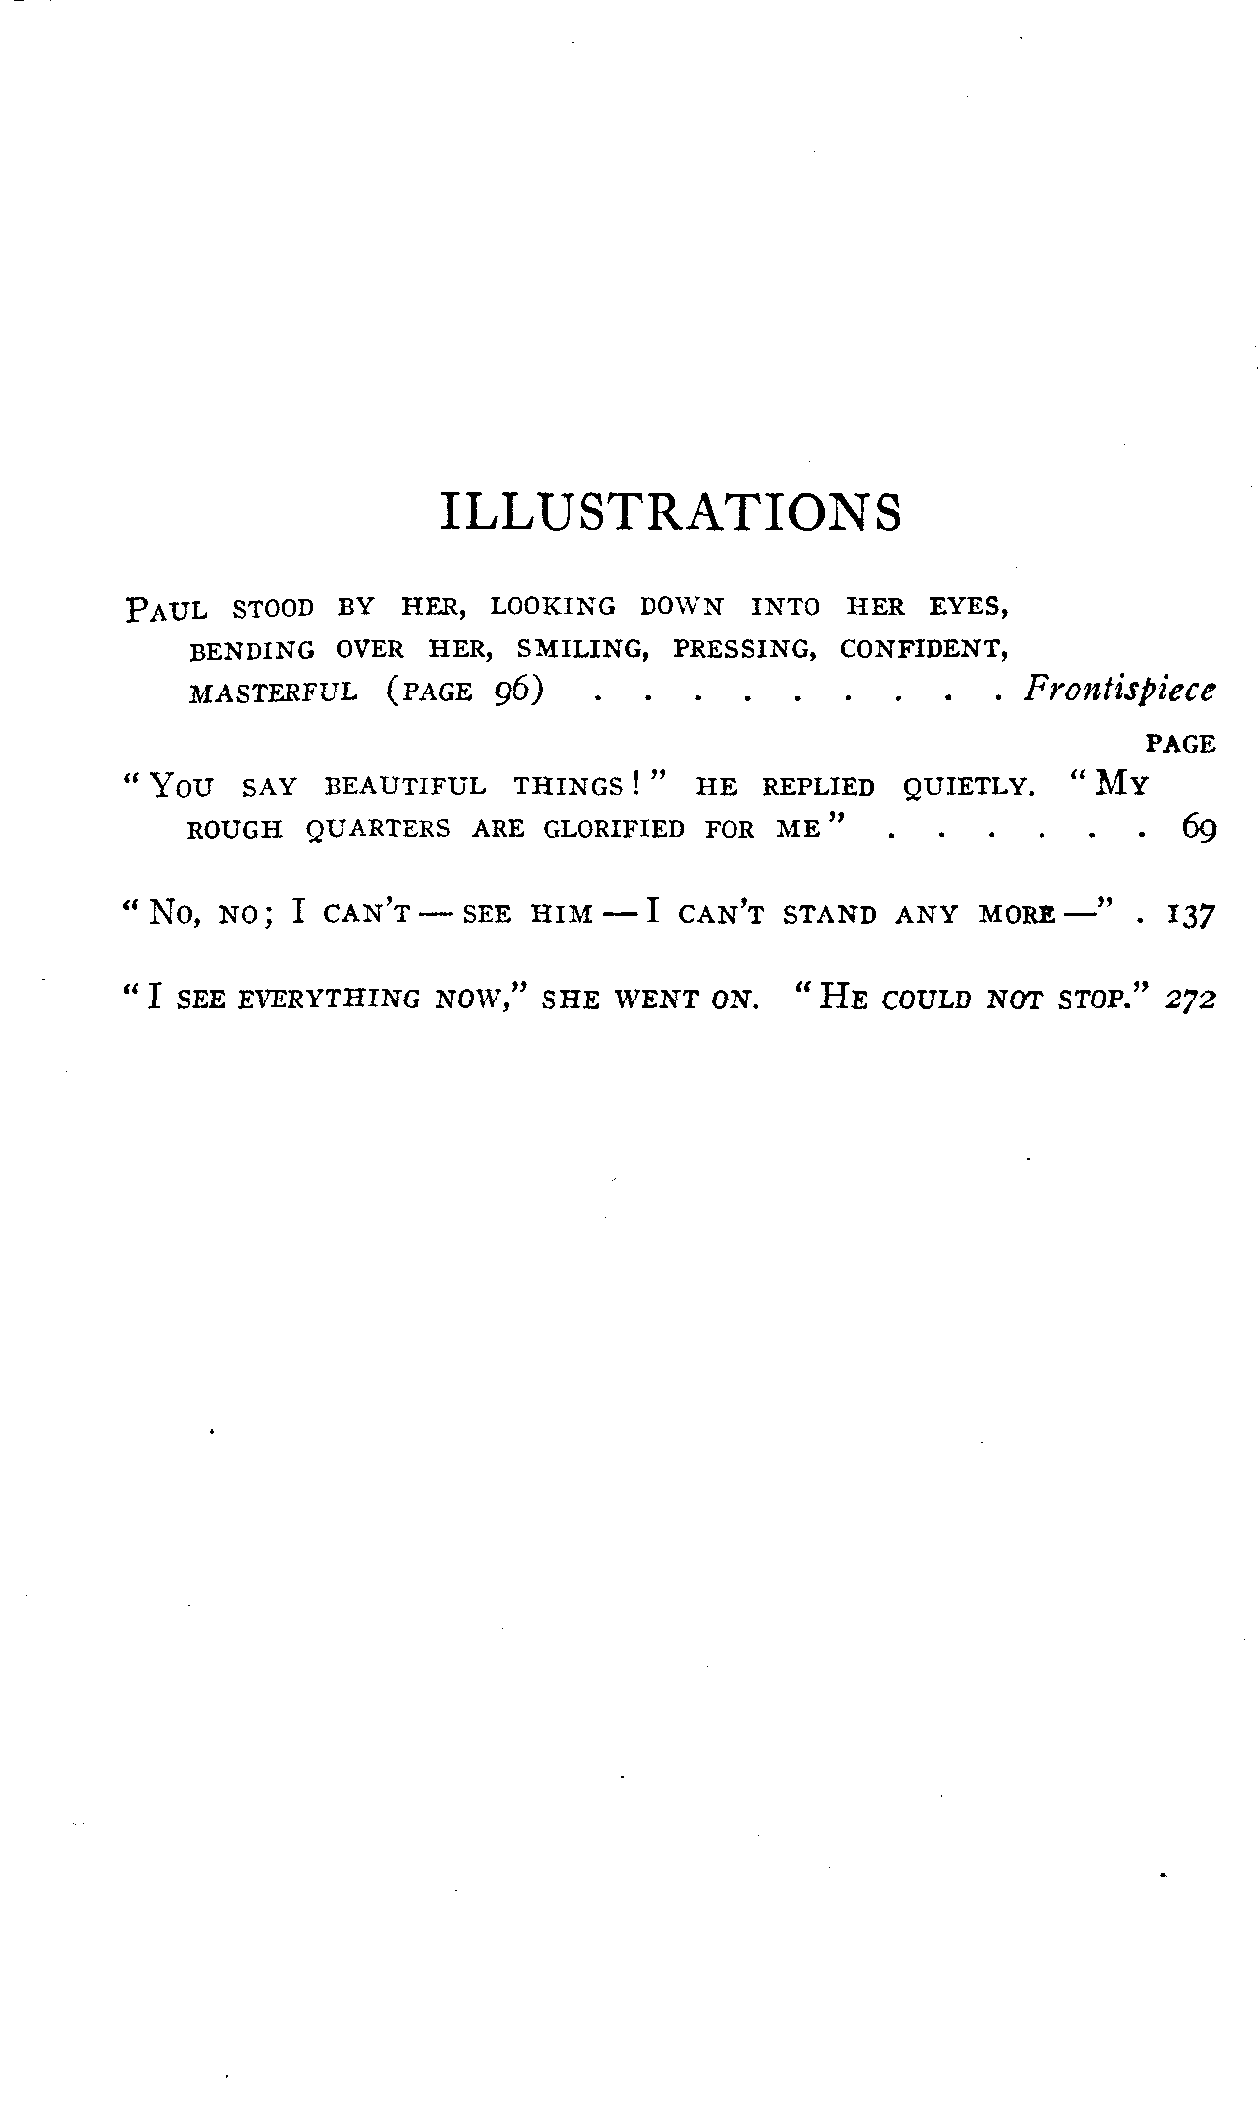 ILLUSTRATIONS
Paul stood by her, looking down into her eyes,
bending over her, smiling, pressing, confident,
masterful (page 96) . . . . . . . . . Frontispiece
PAGE
“You say beautiful things!” he replied quietly. “My
rough quarters are glorified for me” . . . . . . 69
“No, no; I can't — see him — I can't stand any more —” . 137
“I see everything now,” she went on. “He could not stop.” 272